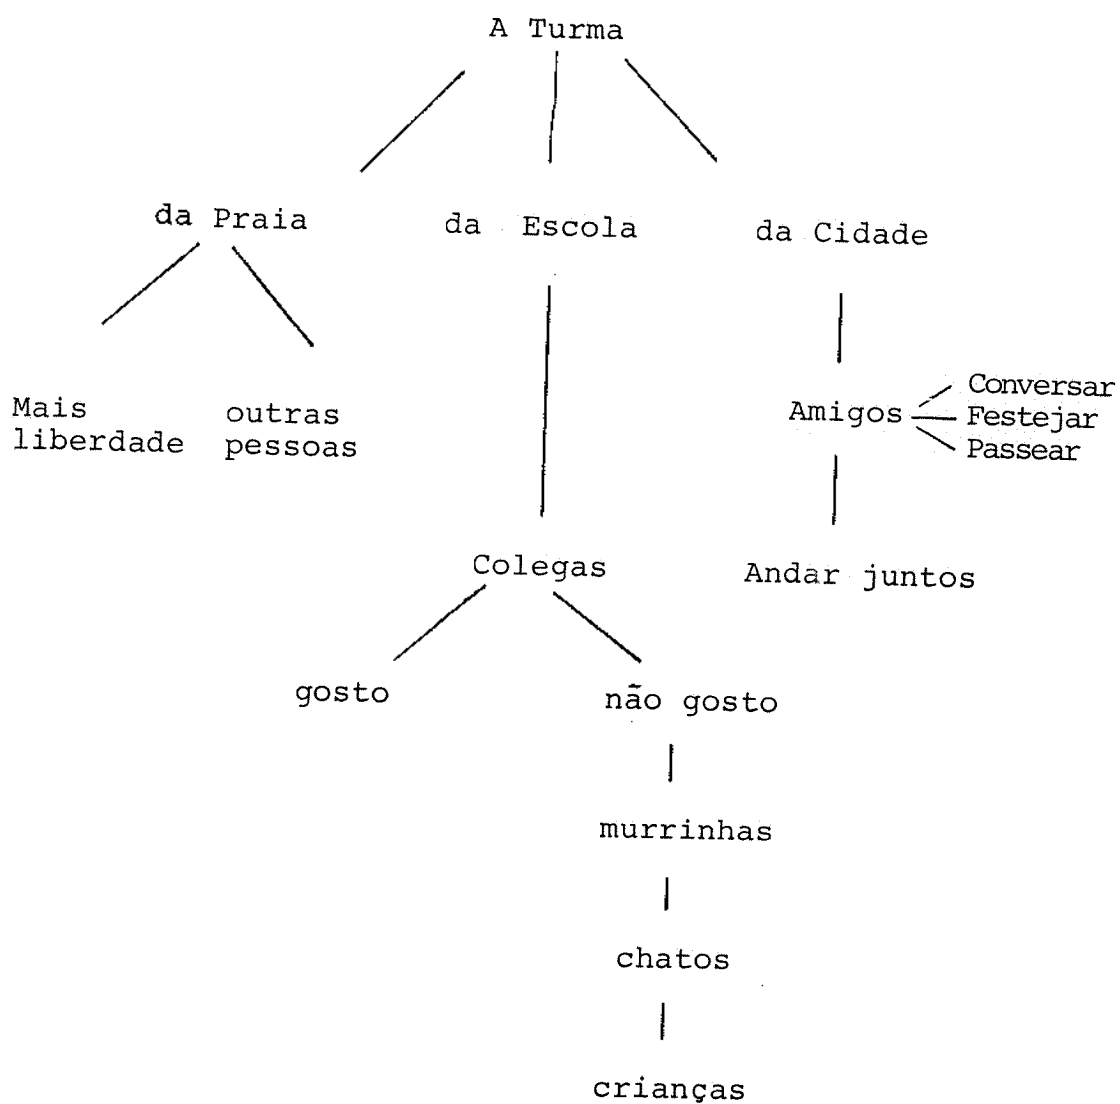 A Turma
da Praia
da Escola
da Cidade
Mais
liberdade
outras
pessoas
Amigos
Conversar
Festejar
Passear
Colegas
Andar juntos
gosto
não gosto
murrinhas
chatos
crianças